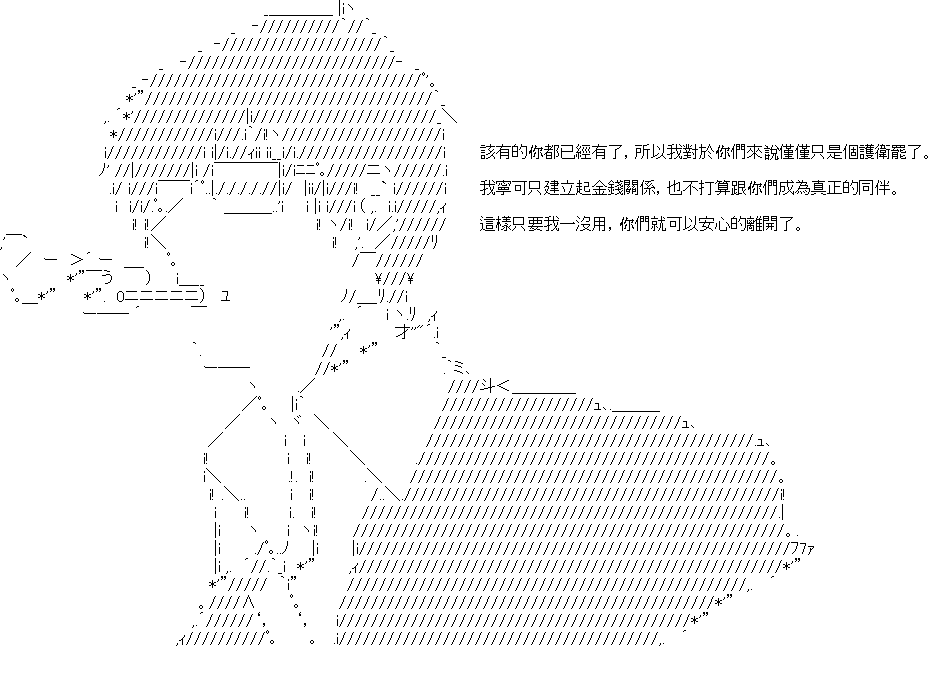 該有的你都已經有了，所以我對於你們來說僅僅只是個護衛罷了。
我寧可只建立起金錢關係，也不打算跟你們成為真正的同伴。
這樣只要我一沒用，你們就可以安心的離開了。